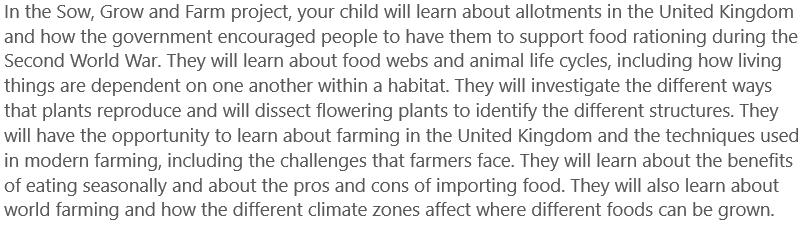 In the Sow, Grow and Farm project, your child will learn about allotments in the United Kingdom
and how the government encouraged people to have them to support food rationing during the
Second World War. They will learn about food webs and animal life cycles, including how living
things are dependent on one another within a habitat. They will investigate the different ways
that plants reproduce and will dissect flowering plants to identify the different structures. They
will have the opportunity to learn about farming in the United Kingdom and the techniques used
in modern farming, including the challenges that farmers face. They will learn about the benefits
of eating seasonally and about the pros and cons of importing food. They will also learn about
world farming and how the different climate zones affect where different foods can be grown.